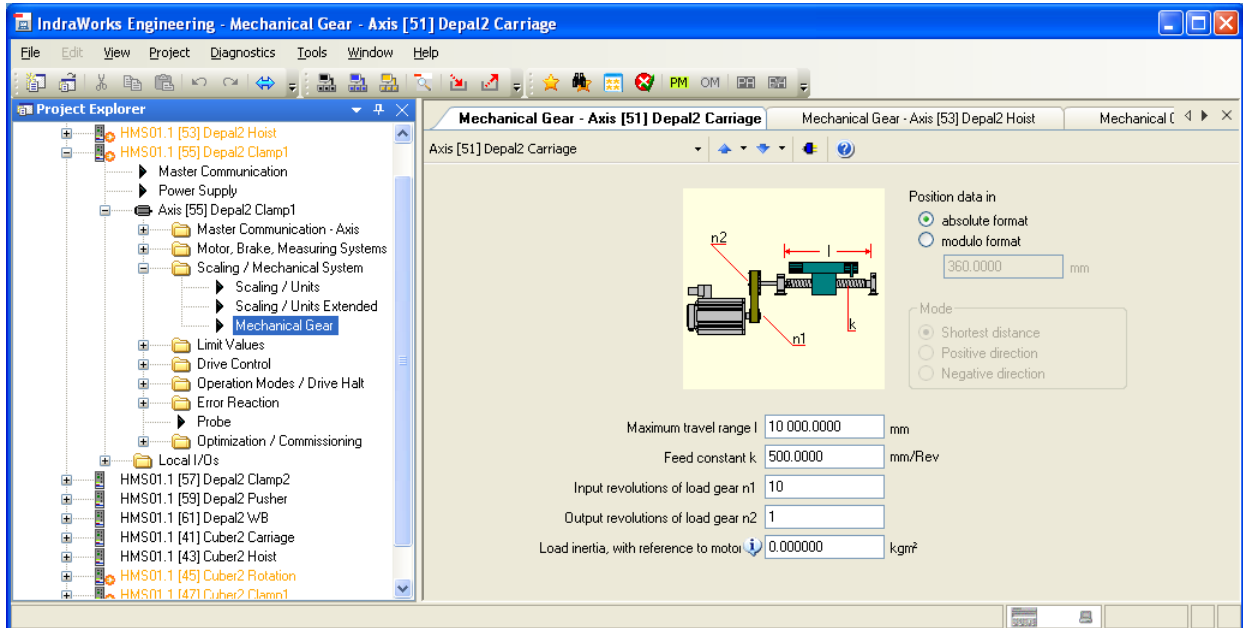 IndraWorks Engineering - Mechanical Gear - Axis [51] Depal2 Carriage
File Edit View Project Diagnostics Tools Window Help
PM OM
Project Explorer
HMS01.1 [53] Depal2 Hoist
HMS01.1 [55] Depal2 Clamp1
Master Communication
Power Supply
Axis [55] Depal2 Clamp1
Master Communication - Axis
Motor, Brake, Measuring Systems
Scaling / Mechanical System
Scaling / Units
Scaling / Units Extended
Mechanical Gear
Limit Values
Drive Control
Operation Modes / Drive Halt
Error Reaction
Probe
Optimization / Commissioning
Local I/Os
HMS01.1 [57] Depal2 Clamp2
HMS01.1 [59] Depal2 Pusher
HMS01.1 [61] Depal2 WB
HMS01.1 [41] Cuber2 Carriage
HMS01.1 [43] Cuber2 Hoist
HMS01.1 [45] Cuber2 Rotation
HMS01.1 [47] Cuber2 Clamp1
Mechanical Gear - Axis [51] Depal2 Carriage Mechanical Gear - Axis [53] Depal2 Hoist Mechanical
Axis [51] Depal2 Carriage
n2
l
k
n1
Position data in
absolute format
modulo format
360.0000 mm
Mode
Shortest distance
Positive direction
Negative direction
Maximum travel range l 10 000.0000 mm
Feed constant k 500.0000 mm/Rev
Input revolutions of load gear n1 10
Output revolutions of load gear n2 1
Load inertia, with reference to motor 0.000000 kgm²